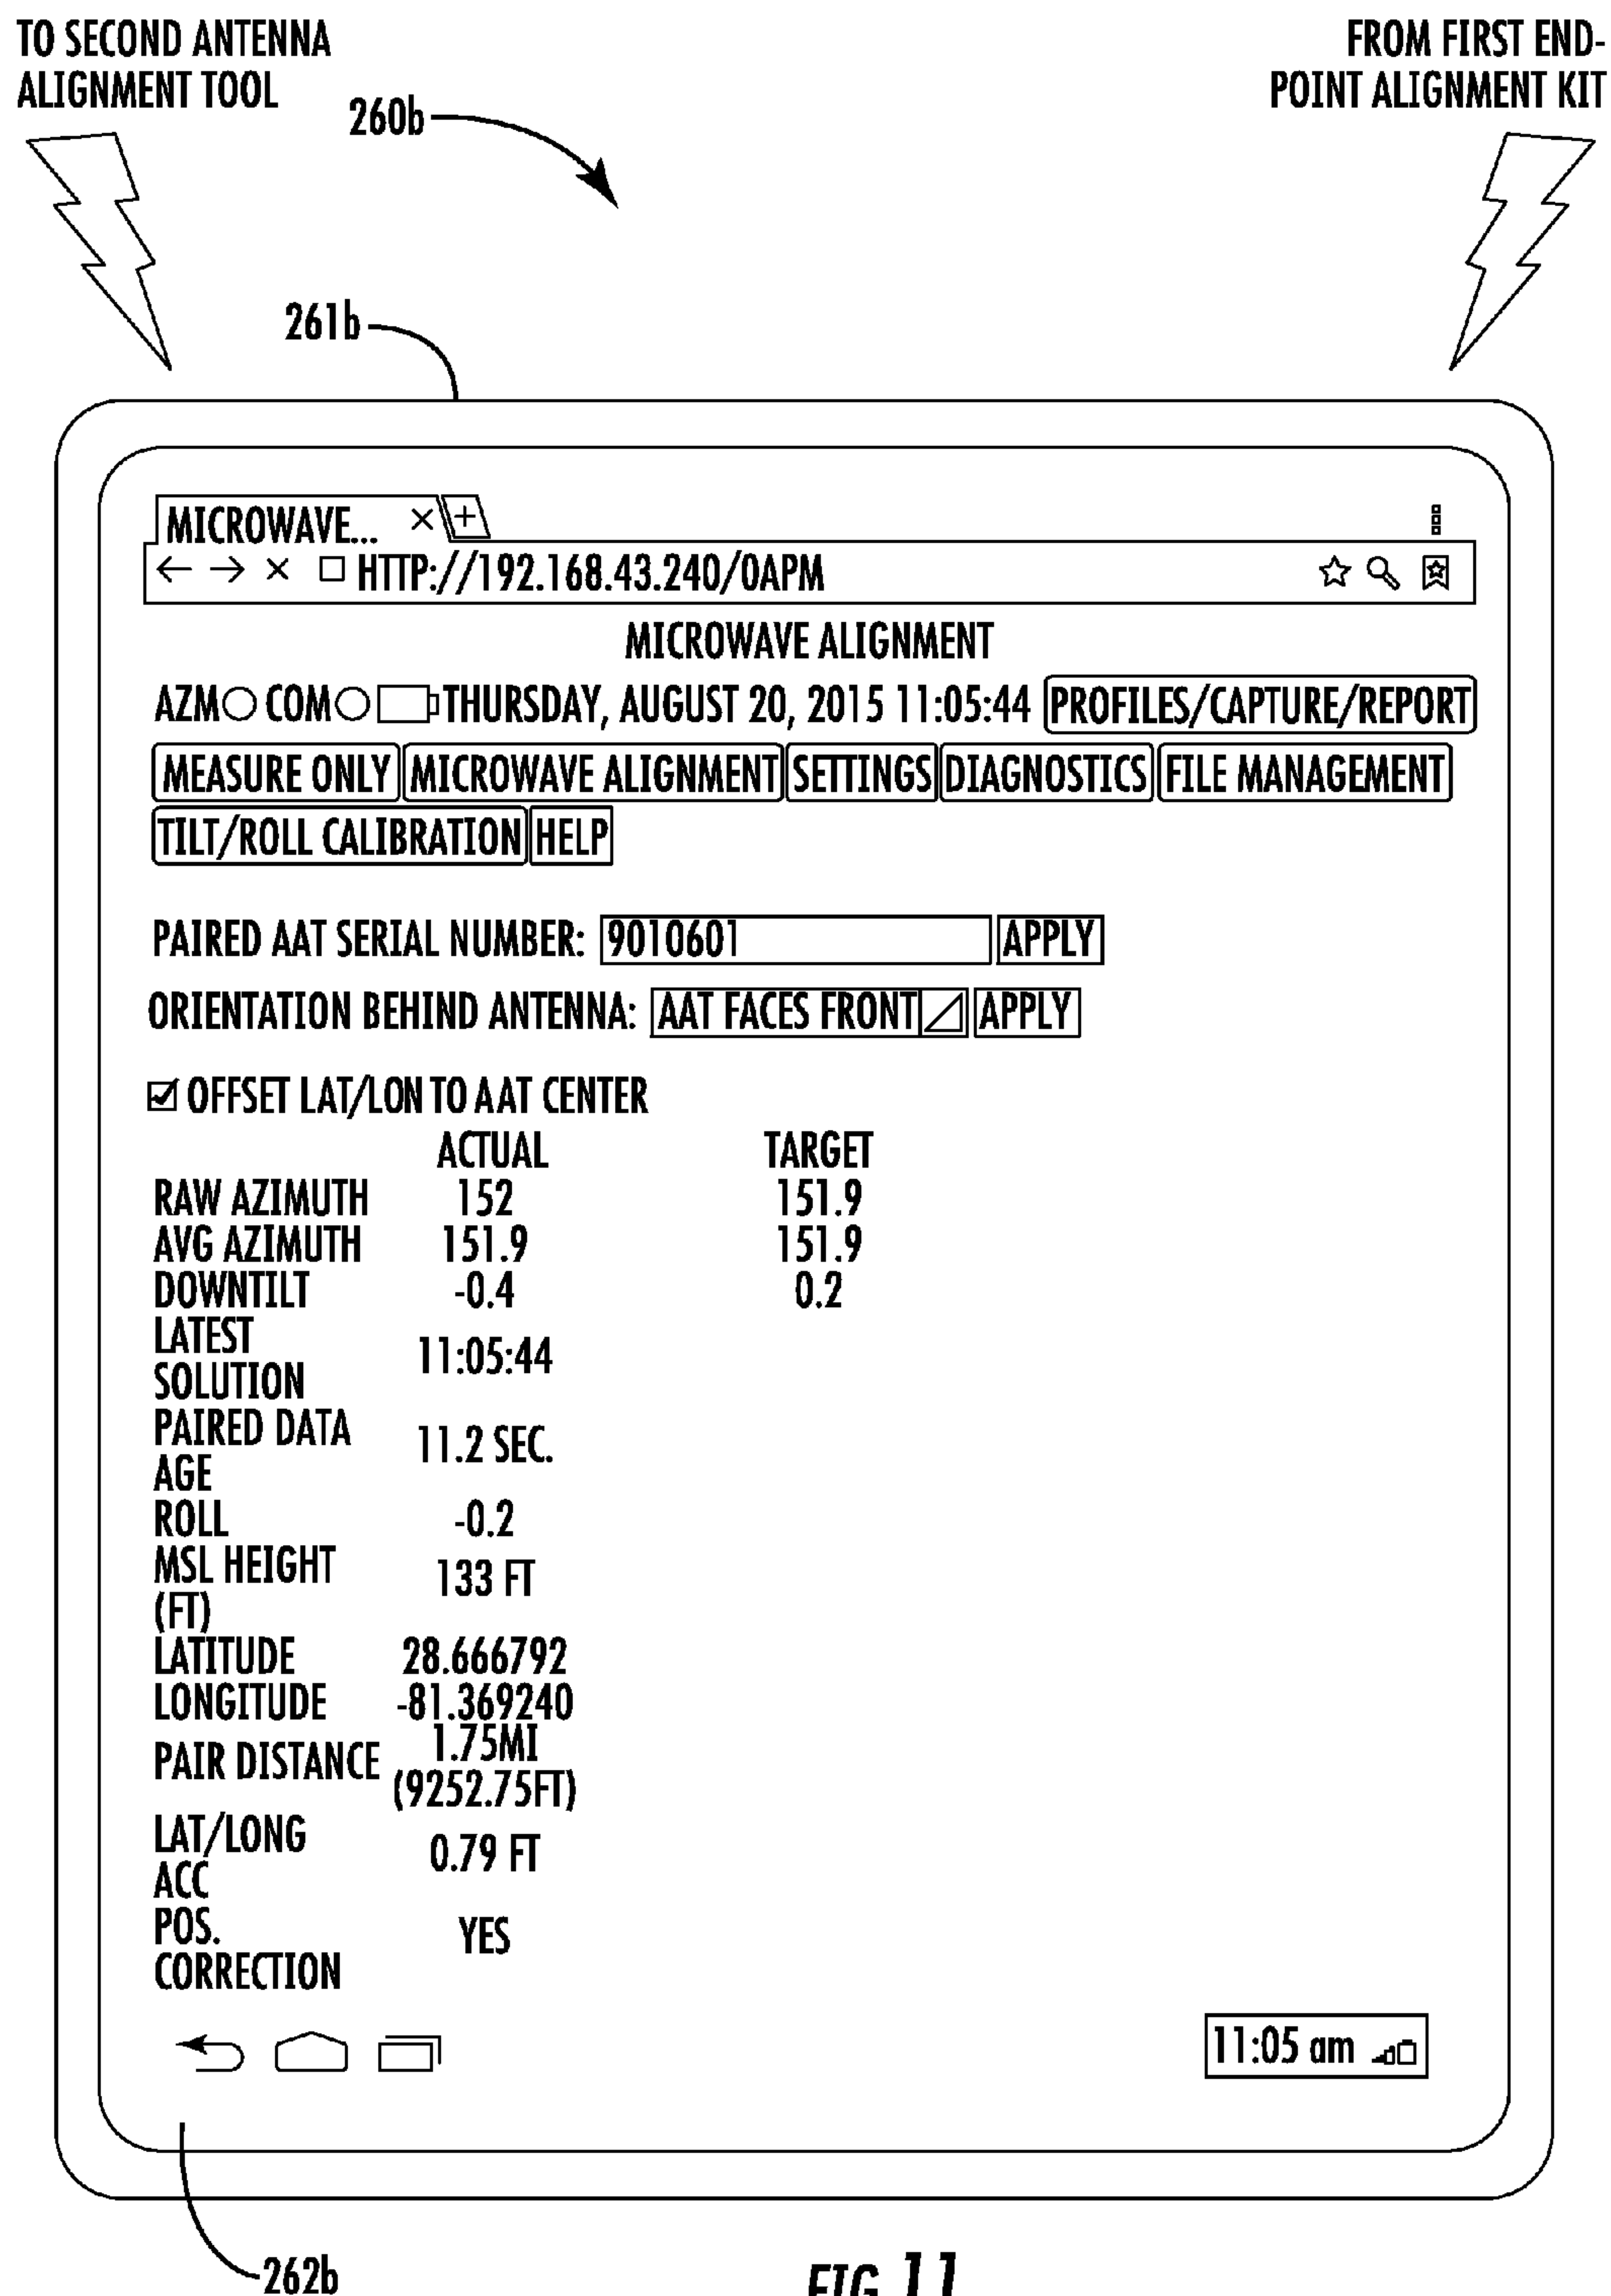 TO SECOND ANTENNA
ALIGNMENT TOOL
FROM FIRST END-
POINT ALIGNMENT KIT
260b
261b
MICROWAVE...
HTTP://192.168.43.240/0APM
MICROWAVE ALIGNMENT
AZM COM THURSDAY, AUGUST 20, 2015 11:05:44 PROFILES/CAPTURE/REPORT
MEASURE ONLY MICROWAVE ALIGNMENT SETTINGS DIAGNOSTICS FILE MANAGEMENT
TILT/ROLL CALIBRATION HELP
PAIRED AAT SERIAL NUMBER: 9010601 APPLY
ORIENTATION BEHIND ANTENNA: AAT FACES FRONT APPLY
OFFSET LAT/LON TO AAT CENTER
ACTUAL TARGET
RAW AZIMUTH 152 151.9
AVG AZIMUTH 151.9 151.9
DOWNTILT -0.4 0.2
LATEST
SOLUTION
11:05:44
PAIRED DATA
AGE
11.2 SEC.
ROLL -0.2
MSL HEIGHT
(FT)
133 FT
LATITUDE 28.666792
LONGITUDE -81.369240
PAIR DISTANCE
1.75MI
(9252.75FT)
LAT/LONG
ACC
0.79 FT
POS.
CORRECTION
YES
11:05 am
262b
FIG. 11